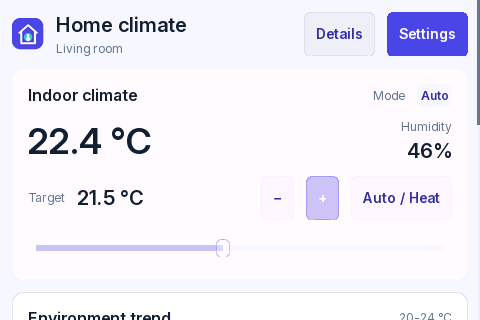 Home climate
Living room
Details
Settings
Indoor climate
Mode Auto
22.4 °C
Humidity
46%
Target 21.5 °C
– + Auto / Heat
Environment trend
20–24 °C